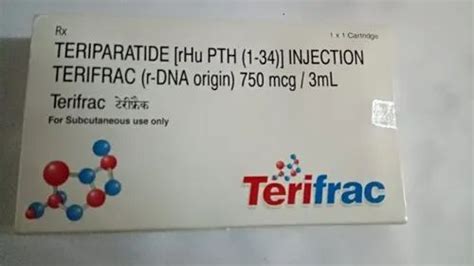 Rx
1 x 1 Cartridge
TERIPARATIDE [rHu PTH (1-34)] INJECTION
TERIFRAC (r-DNA origin) 750 mcg / 3mL
Terifrac टेरीफ्रैक
For Subcutaneous use only
Terifrac